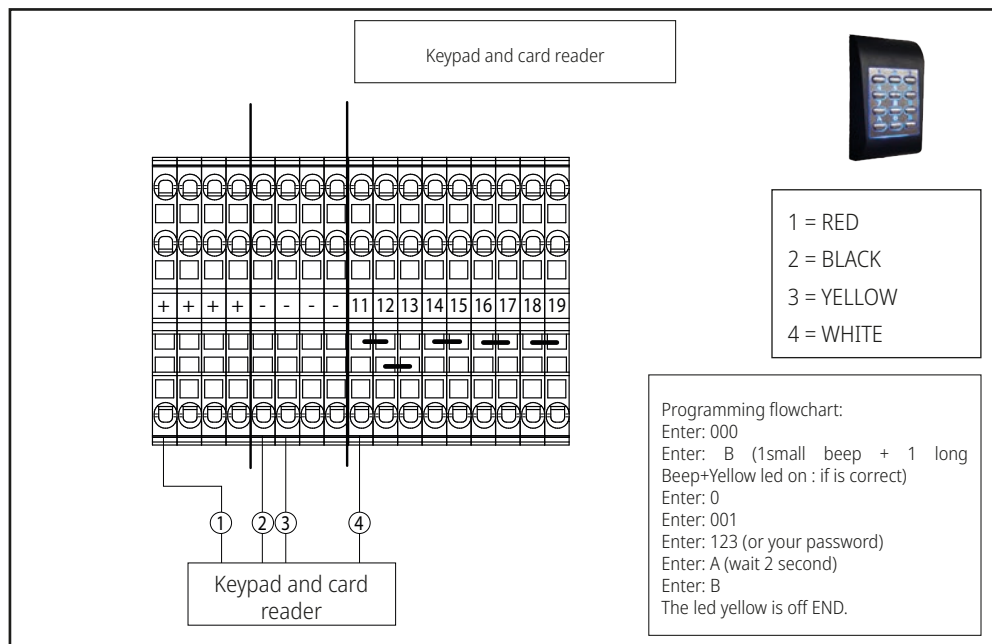 Keypad and card reader
1 = RED
2 = BLACK
3 = YELLOW
4 = WHITE
+ + + + - - - - 11 12 13 14 15 16 17 18 19
1 2 3 4
Keypad and card
reader
Programming flowchart:
Enter: 000
Enter: B (1small beep + 1 long
Beep+Yellow led on : if is correct)
Enter: 0
Enter: 001
Enter: 123 (or your password)
Enter: A (wait 2 second)
Enter: B
The led yellow is off END.